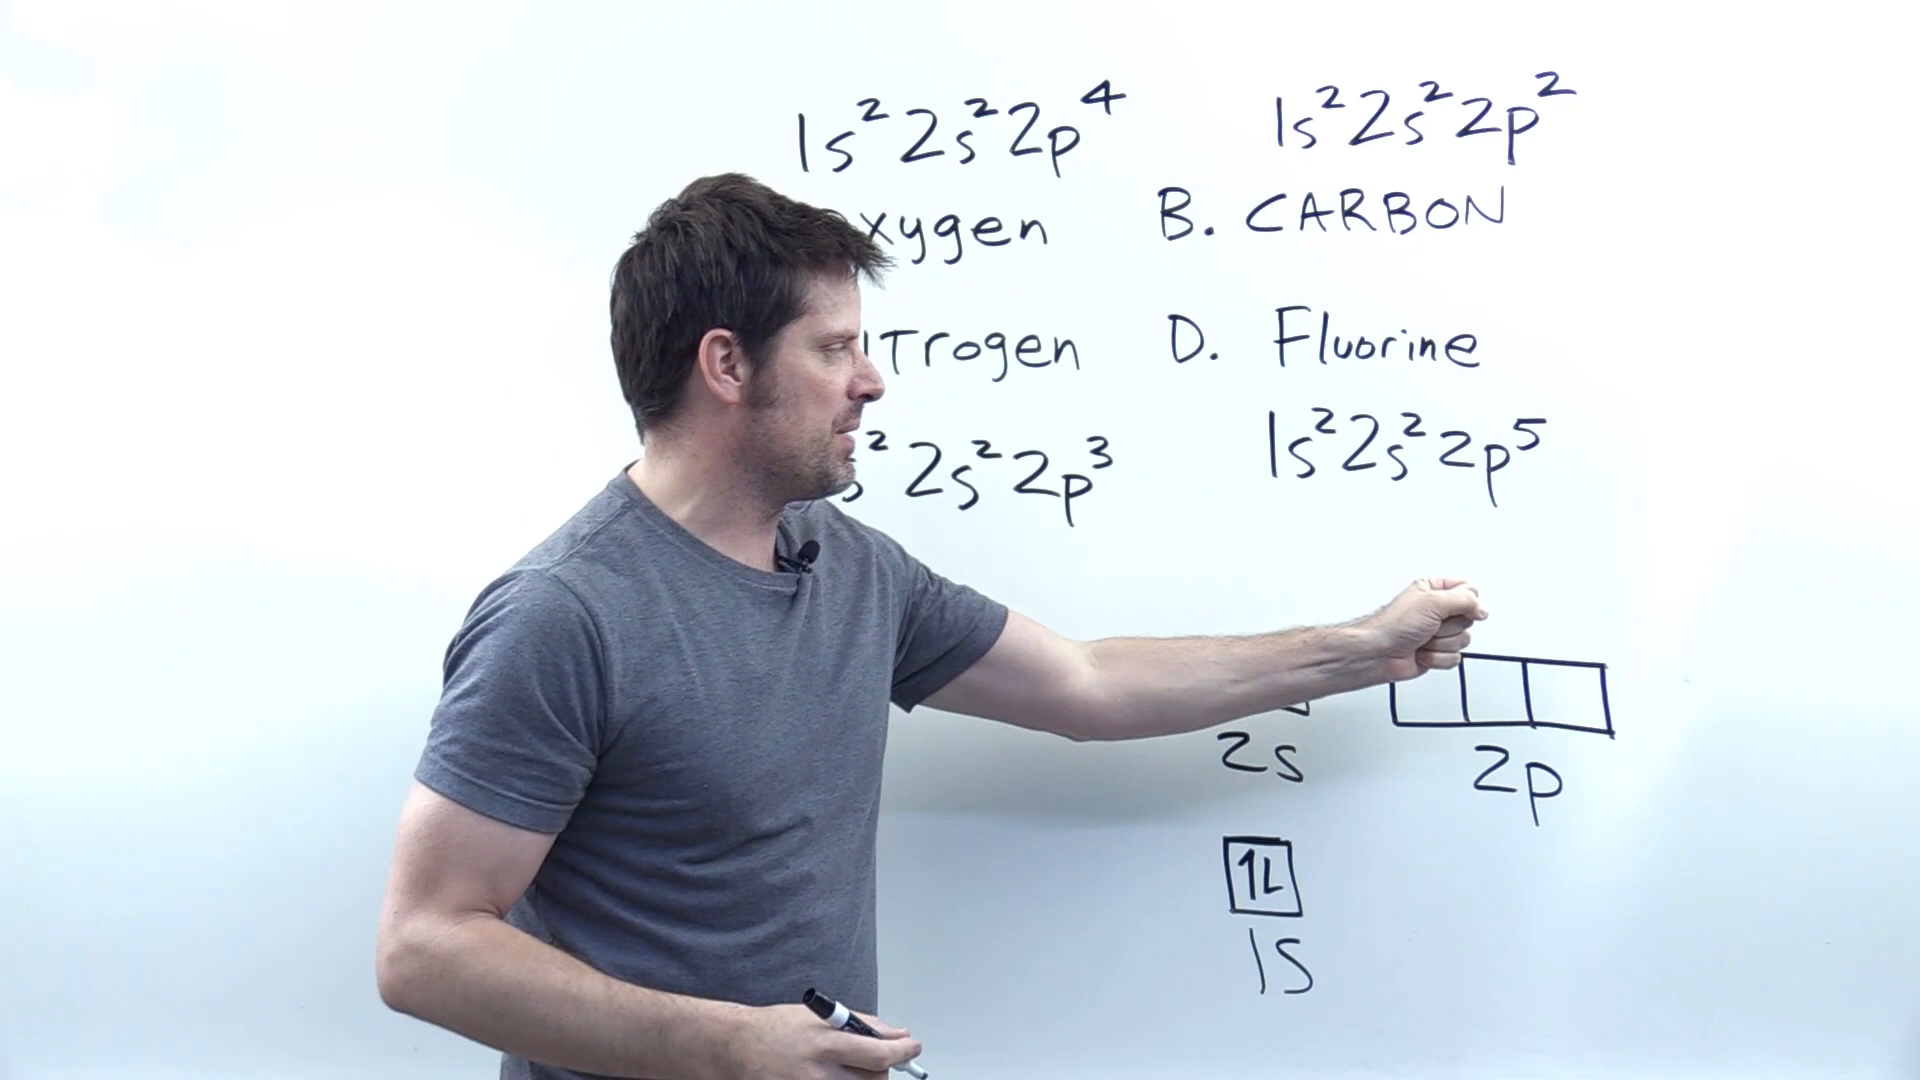 1s² 2s² 2p⁴
1s² 2s² 2p²
xygen
B. CARBON
itrogen
D. Fluorine
s² 2s² 2p³
1s² 2s² 2p⁵
2s
2p
1L
1s